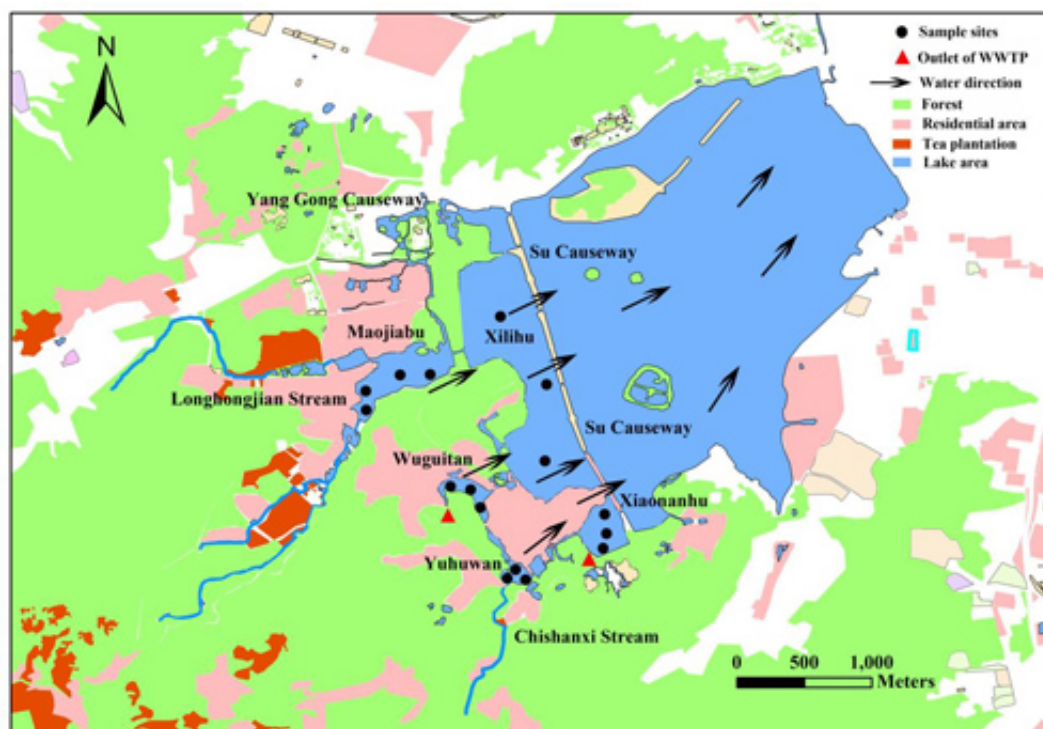 N
Sample sites
Outlet of WWTP
Water direction
Forest
Residential area
Tea plantation
Lake area
Yang Gong Causeway
Su Causeway
Maojiabu
Xilihu
Longhongjian Stream
Su Causeway
Wuguitan
Xiaonanhu
Yuhuwan
Chishanxi Stream
0 500 1,000
Meters